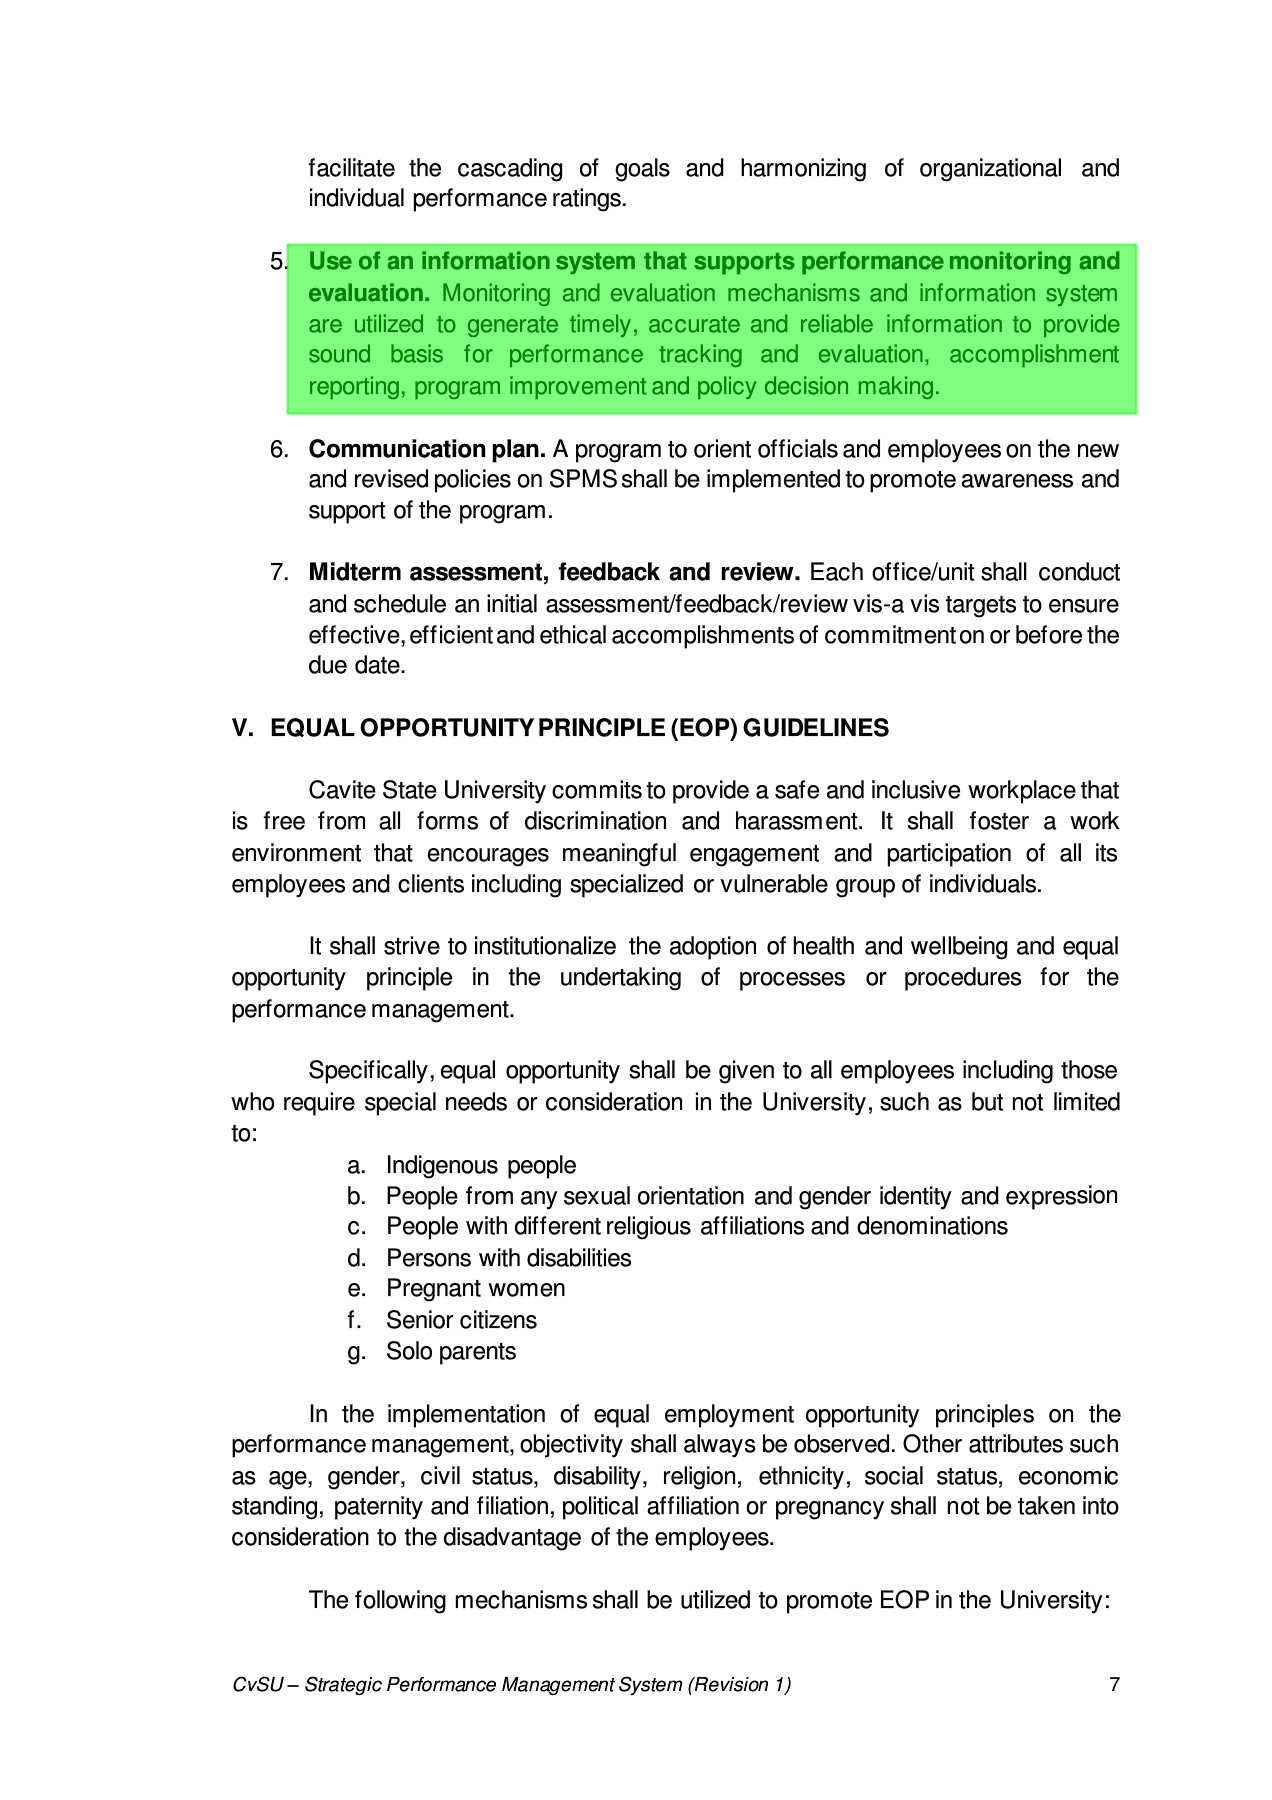 facilitate the cascading of goals and harmonizing of organizational and
individual performance ratings.
5. Use of an information system that supports performance monitoring and
evaluation. Monitoring and evaluation mechanisms and information system
are utilized to generate timely, accurate and reliable information to provide
sound basis for performance tracking and evaluation, accomplishment
reporting, program improvement and policy decision making.
6. Communication plan. A program to orient officials and employees on the new
and revised policies on SPMS shall be implemented to promote awareness and
support of the program.
7. Midterm assessment, feedback and review. Each office/unit shall conduct
and schedule an initial assessment/feedback/review vis-a vis targets to ensure
effective, efficient and ethical accomplishments of commitment on or before the
due date.
V. EQUAL OPPORTUNITY PRINCIPLE (EOP) GUIDELINES
Cavite State University commits to provide a safe and inclusive workplace that
is free from all forms of discrimination and harassment. It shall foster a work
environment that encourages meaningful engagement and participation of all its
employees and clients including specialized or vulnerable group of individuals.
It shall strive to institutionalize the adoption of health and wellbeing and equal
opportunity principle in the undertaking of processes or procedures for the
performance management.
Specifically, equal opportunity shall be given to all employees including those
who require special needs or consideration in the University, such as but not limited
to:
a. Indigenous people
b. People from any sexual orientation and gender identity and expression
c. People with different religious affiliations and denominations
d. Persons with disabilities
e. Pregnant women
f. Senior citizens
g. Solo parents
In the implementation of equal employment opportunity principles on the
performance management, objectivity shall always be observed. Other attributes such
as age, gender, civil status, disability, religion, ethnicity, social status, economic
standing, paternity and filiation, political affiliation or pregnancy shall not be taken into
consideration to the disadvantage of the employees.
The following mechanisms shall be utilized to promote EOP in the University:
CvSU – Strategic Performance Management System (Revision 1) 7